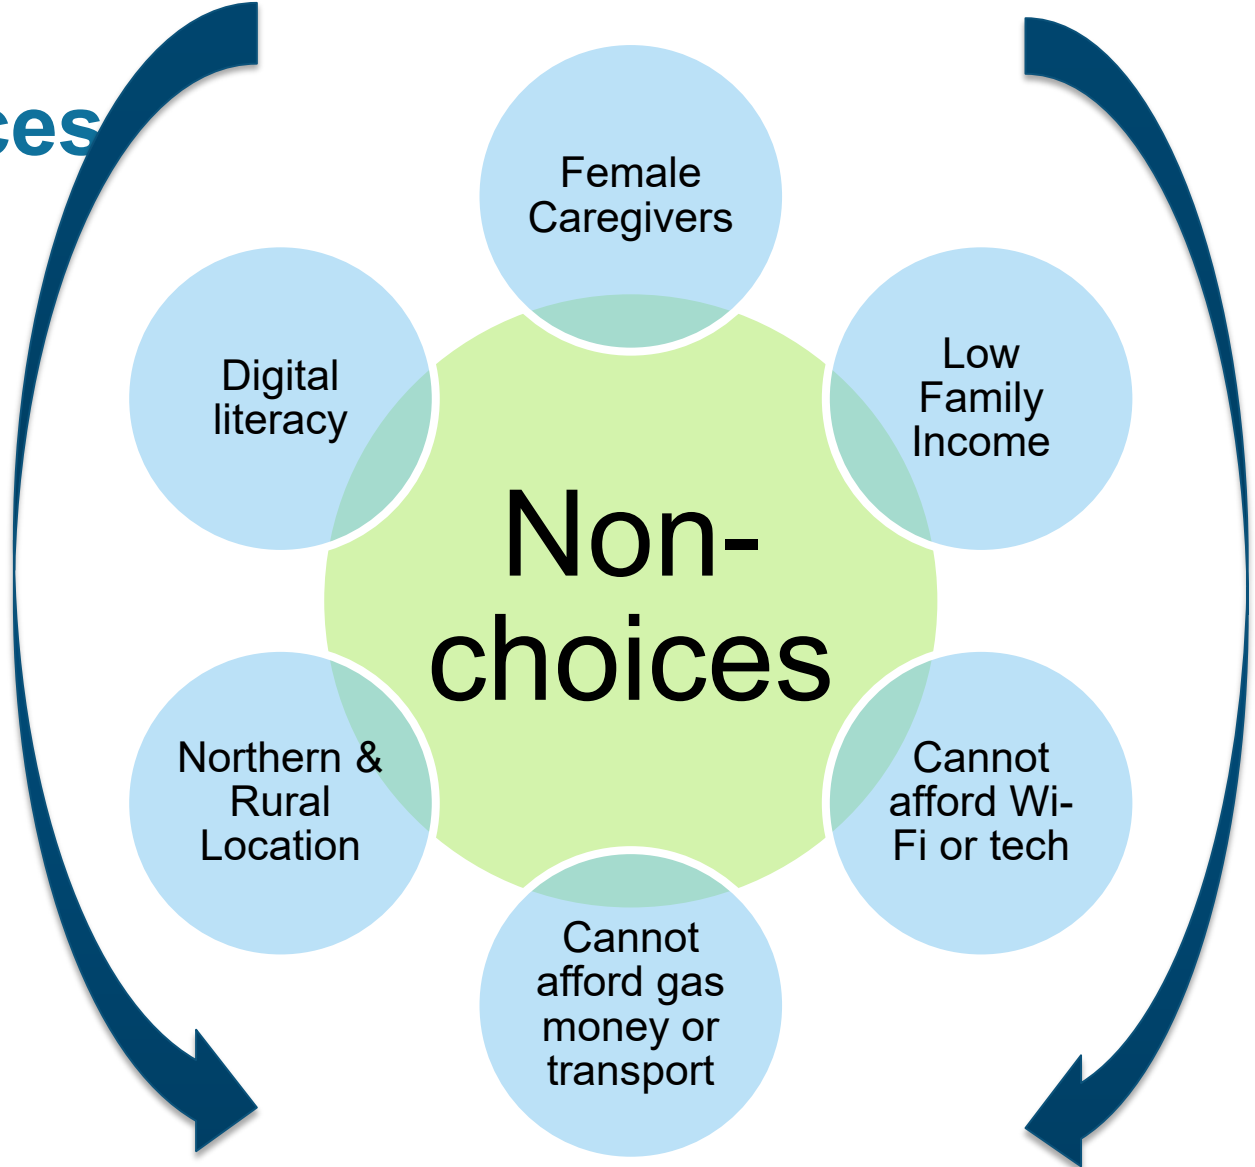 ces
Female
Caregivers
Low
Family
Income
Cannot
afford Wi-
Fi or tech
Cannot
afford gas
money or
transport
Northern &
Rural
Location
Digital
literacy
Non-
choices